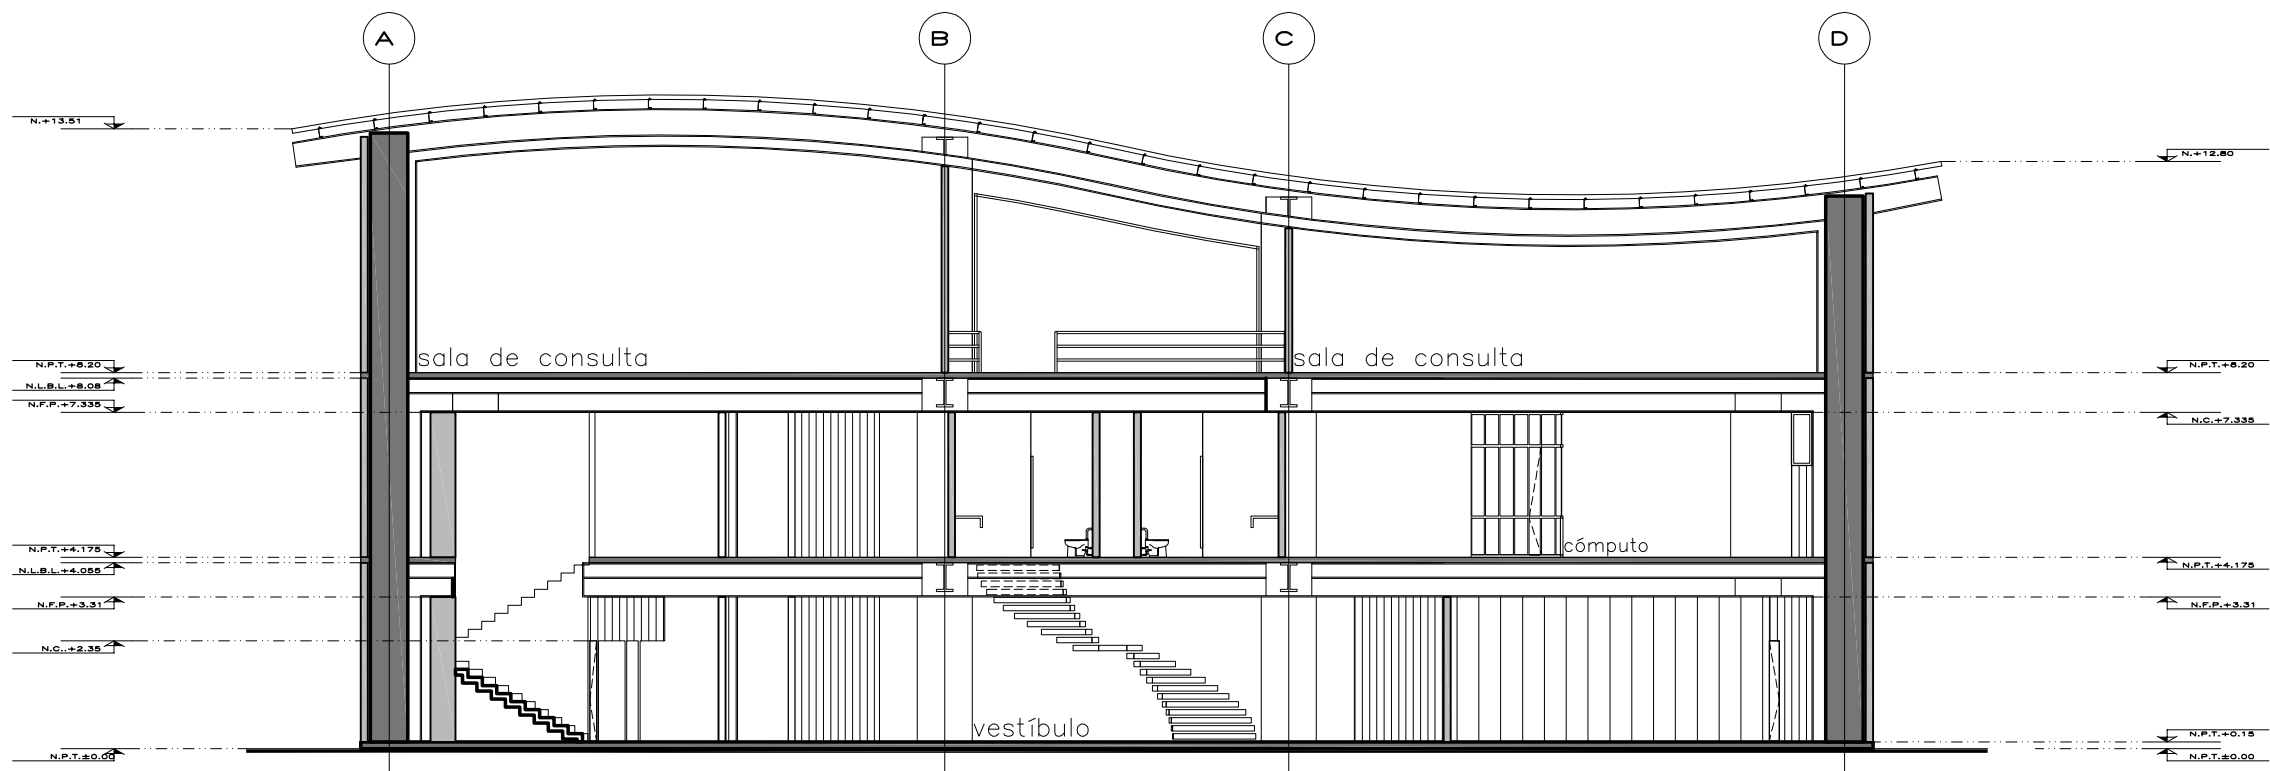 A B C D
N.+13.51
N.+12.80
sala de consulta
sala de consulta
N.P.T.+8.20
N.P.T.+8.20
N.L.B.L.+8.08
N.F.P.+7.335
N.C.+7.335
cómputo
N.P.T.+4.175
N.P.T.+4.175
N.L.B.L.+4.055
N.F.P.+3.31
N.F.P.+3.31
N.C..+2.35
vestíbulo
N.P.T.+0.15
N.P.T.±0.00
N.P.T.±0.00